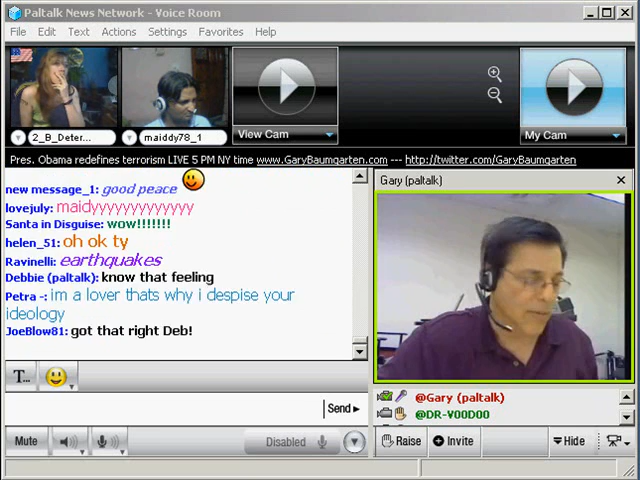 Paltalk News Network - Voice Room
File Edit Text Actions Settings Favorites Help
2_B_Deter... maiddy78_1 View Cam My Cam
Pres. Obama redefines terrorism LIVE 5 PM NY time www.GaryBaumgarten.com --- http://twitter.com/GaryBaumgarten
new message_1: good peace
lovejuly: maidyyyyyyyyyyyyy
Santa in Disguise: wow!!!!!!!
helen_51: oh ok ty
Ravinelli: earthquakes
Debbie (paltalk): know that feeling
Petra -: im a lover thats why i despise your
ideology
JoeBlow81: got that right Deb!
Gary (paltalk)
T...
Send
@Gary (paltalk)
@DR-V00D00
Mute Disabled Raise Invite Hide